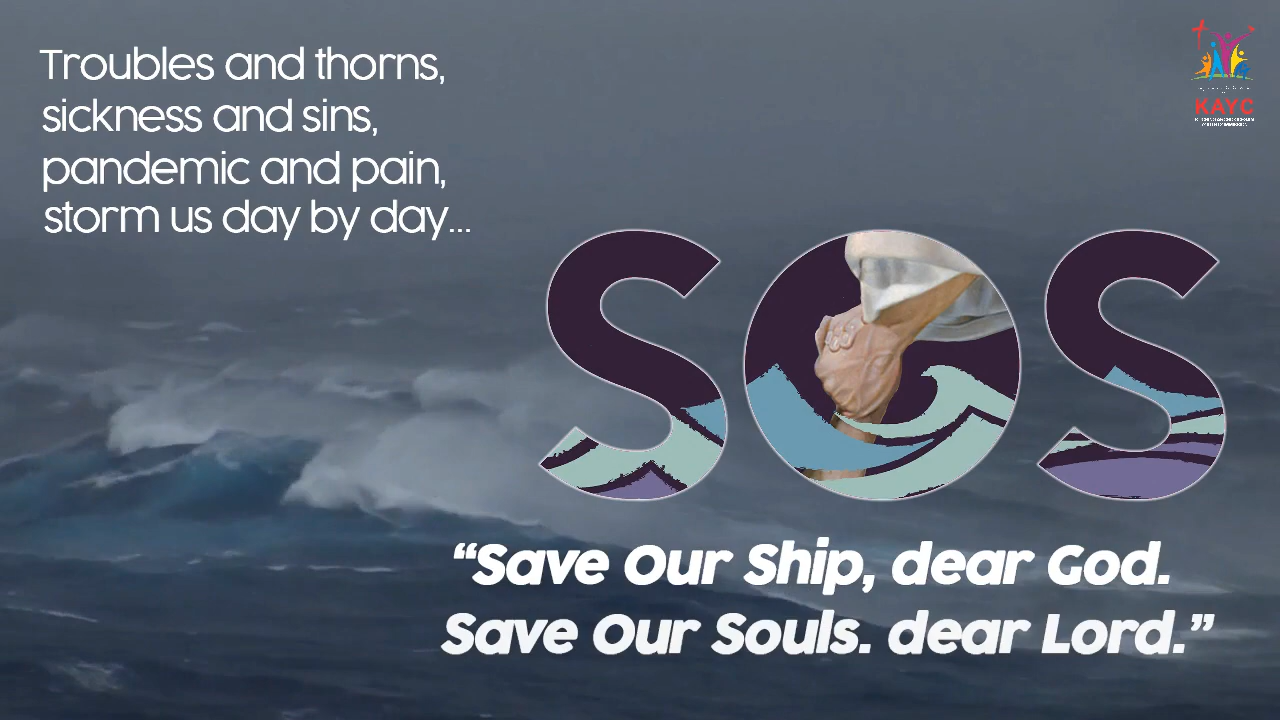 Troubles and thorns,
sickness and sins,
pandemic and pain,
storm us day by day...
KAYC
SOS
“Save Our Ship, dear God.
Save Our Souls. dear Lord.”